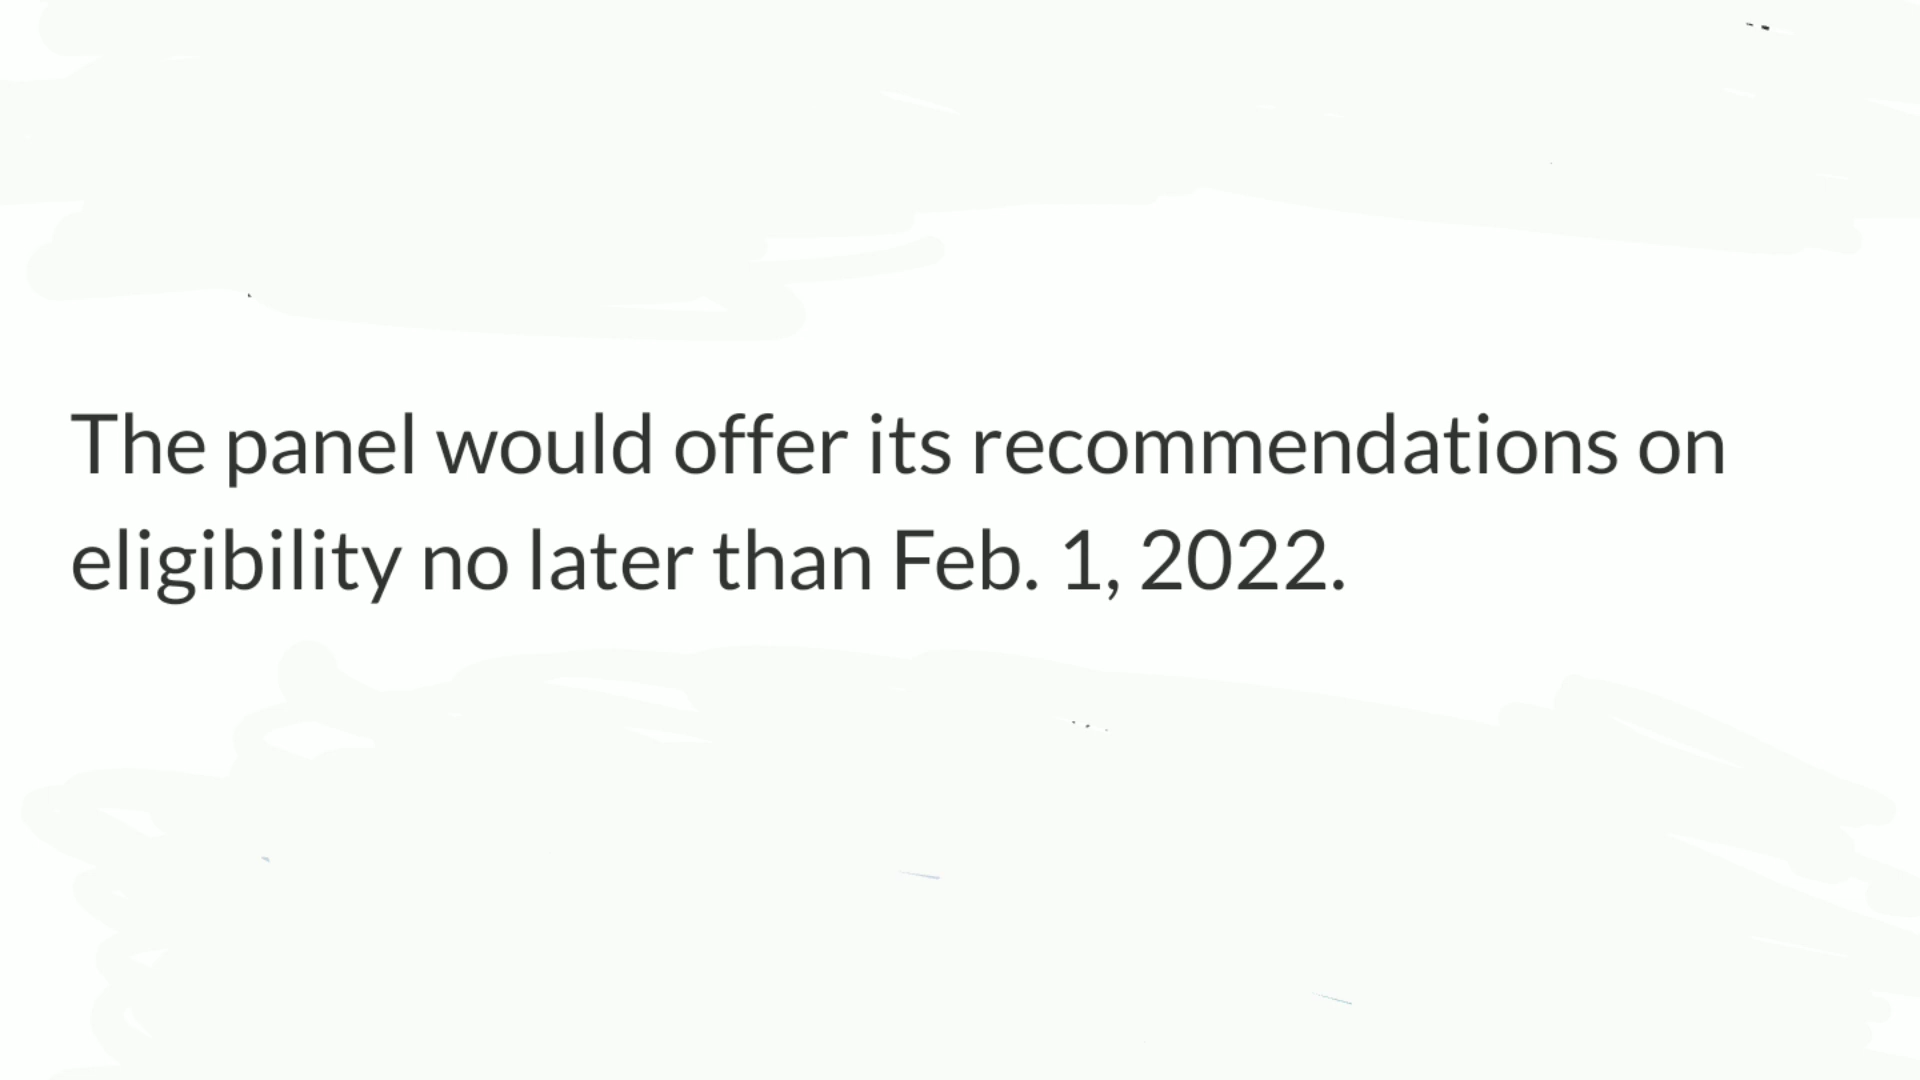 The panel would offer its recommendations on
eligibility no later than Feb. 1, 2022.